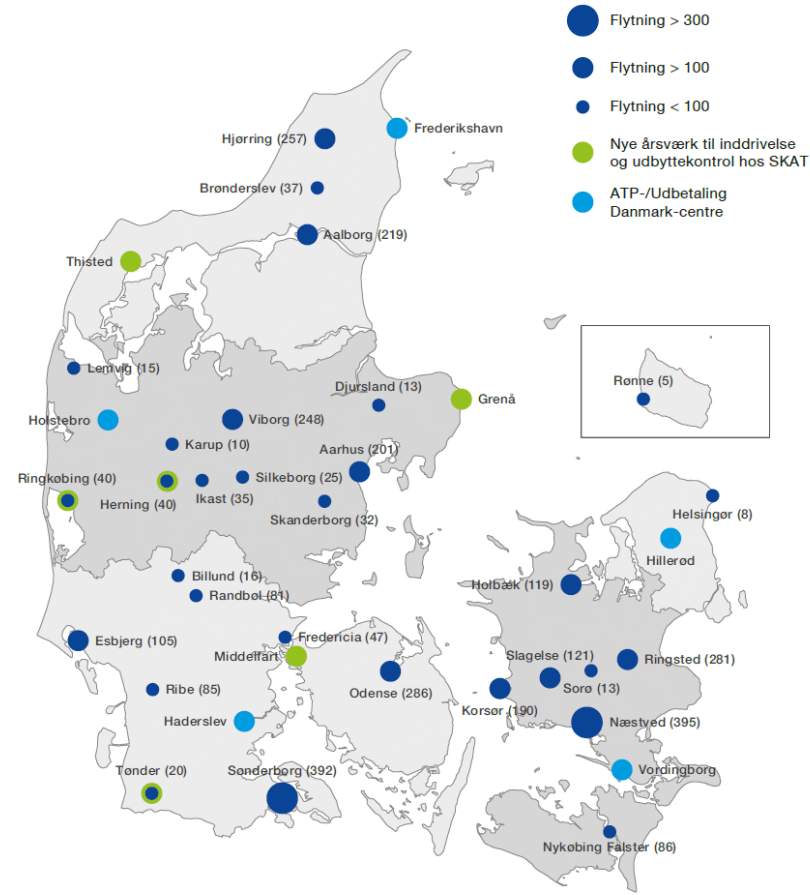 Flytning > 300
Flytning > 100
Flytning < 100
Nye årsværk til inddrivelse
og udbyttekontrol hos SKAT
ATP-/Udbetaling
Danmark-centre
Frederikshavn
Hjørring (257)
Brønderslev (37)
Aalborg (219)
Thisted
Lemvig (15)
Djursland (13)
Grenå
Rønne (5)
Holstebro
Viborg (248)
Karup (10)
Aarhus (201)
Ringkøbing (40)
Herning (40)
Ikast (35)
Silkeborg (25)
Skanderborg (32)
Helsingør (8)
Hillerød
Billund (16)
Randbøl (81)
Holbæk (119)
Esbjerg (105)
Fredericia (47)
Middelfart
Slagelse (121)
Ringsted (281)
Ribe (85)
Odense (286)
Sorø (13)
Korsør (190)
Haderslev
Næstved (395)
Tønder (20)
Sønderborg (392)
Vordingborg
Nykøbing Falster (86)